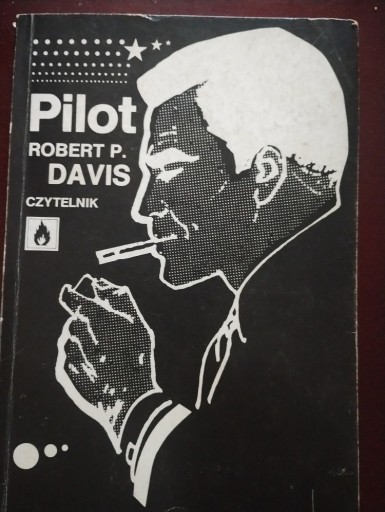 Pilot
ROBERT P.
DAVIS
CZYTELNIK